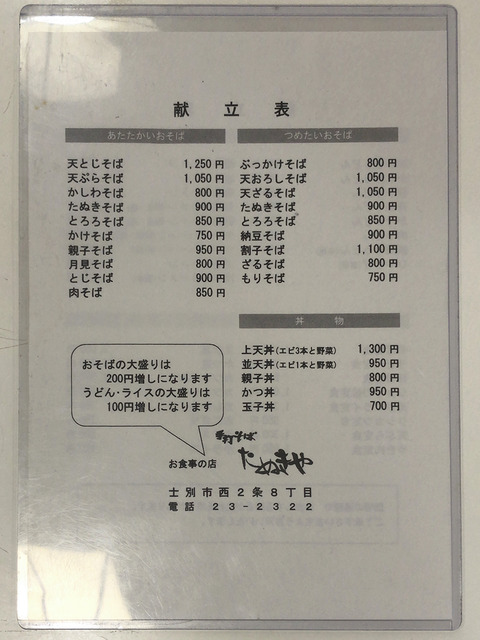 献立表
あたたかいおそば
天とじそば 1,250円
天ぷらそば 1,050円
かしわそば 800円
たぬきそば 900円
とろろそば 850円
かけそば 750円
親子そば 950円
月見そば 800円
とじそば 900円
肉そば 850円
つめたいおそば
ぶっかけそば 800円
天おろしそば 1,050円
天ざるそば 1,050円
たぬきそば 900円
とろろそば 850円
納豆そば 900円
割子そば 1,100円
ざるそば 800円
もりそば 750円
丼物
上天丼(エビ3本と野菜) 1,300円
並天丼(エビ1本と野菜) 950円
親子丼 800円
かつ丼 950円
玉子丼 700円
おそばの大盛りは
200円増しになります
うどん・ライスの大盛りは
100円増しになります
手打そば
お食事の店 たぬきや
士別市西2条8丁目
電話 23-2322